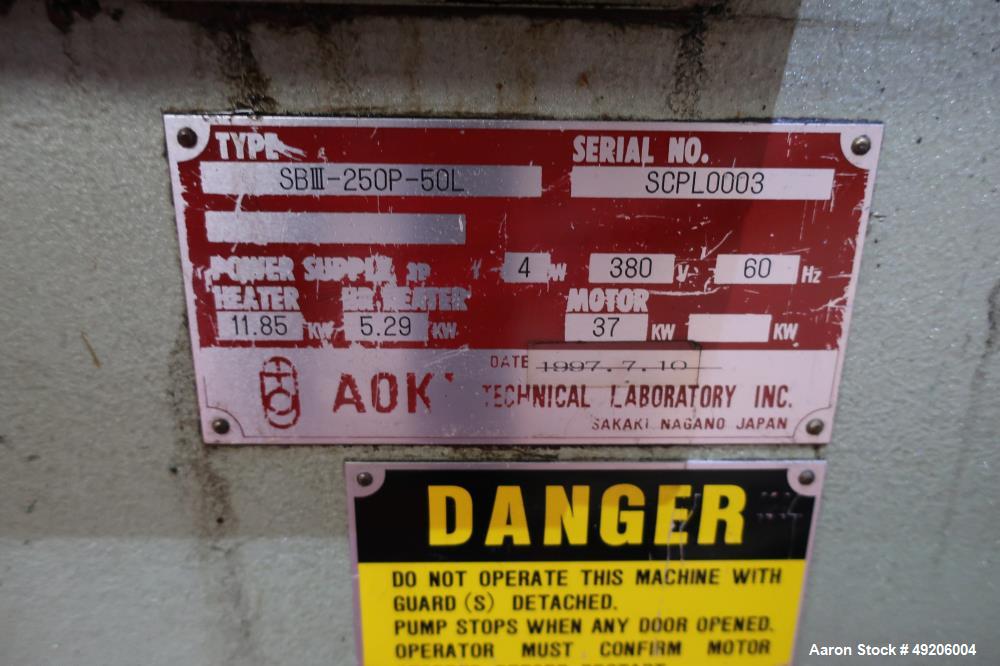 TYPE SERIAL NO.
SBⅢ-250P-50L SCPL0003
POWER SUPPLY 3P 4 W 380 V 60 Hz
HEATER HR.HEATER MOTOR
11.85 KW 5.29 KW 37 KW KW
DATE 1997.7.10
AOK TECHNICAL LABORATORY INC.
SAKAKI NAGANO JAPAN
DANGER
DO NOT OPERATE THIS MACHINE WITH
GUARD(S) DETACHED.
PUMP STOPS WHEN ANY DOOR OPENED.
OPERATOR MUST CONFIRM MOTOR
Aaron Stock # 49206004